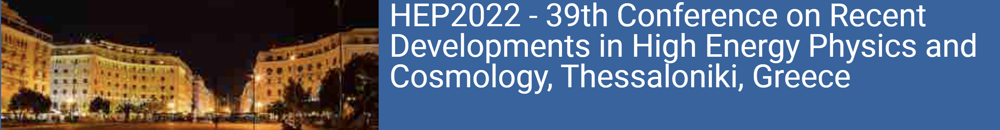 HEP2022 - 39th Conference on Recent
Developments in High Energy Physics and
Cosmology, Thessaloniki, Greece